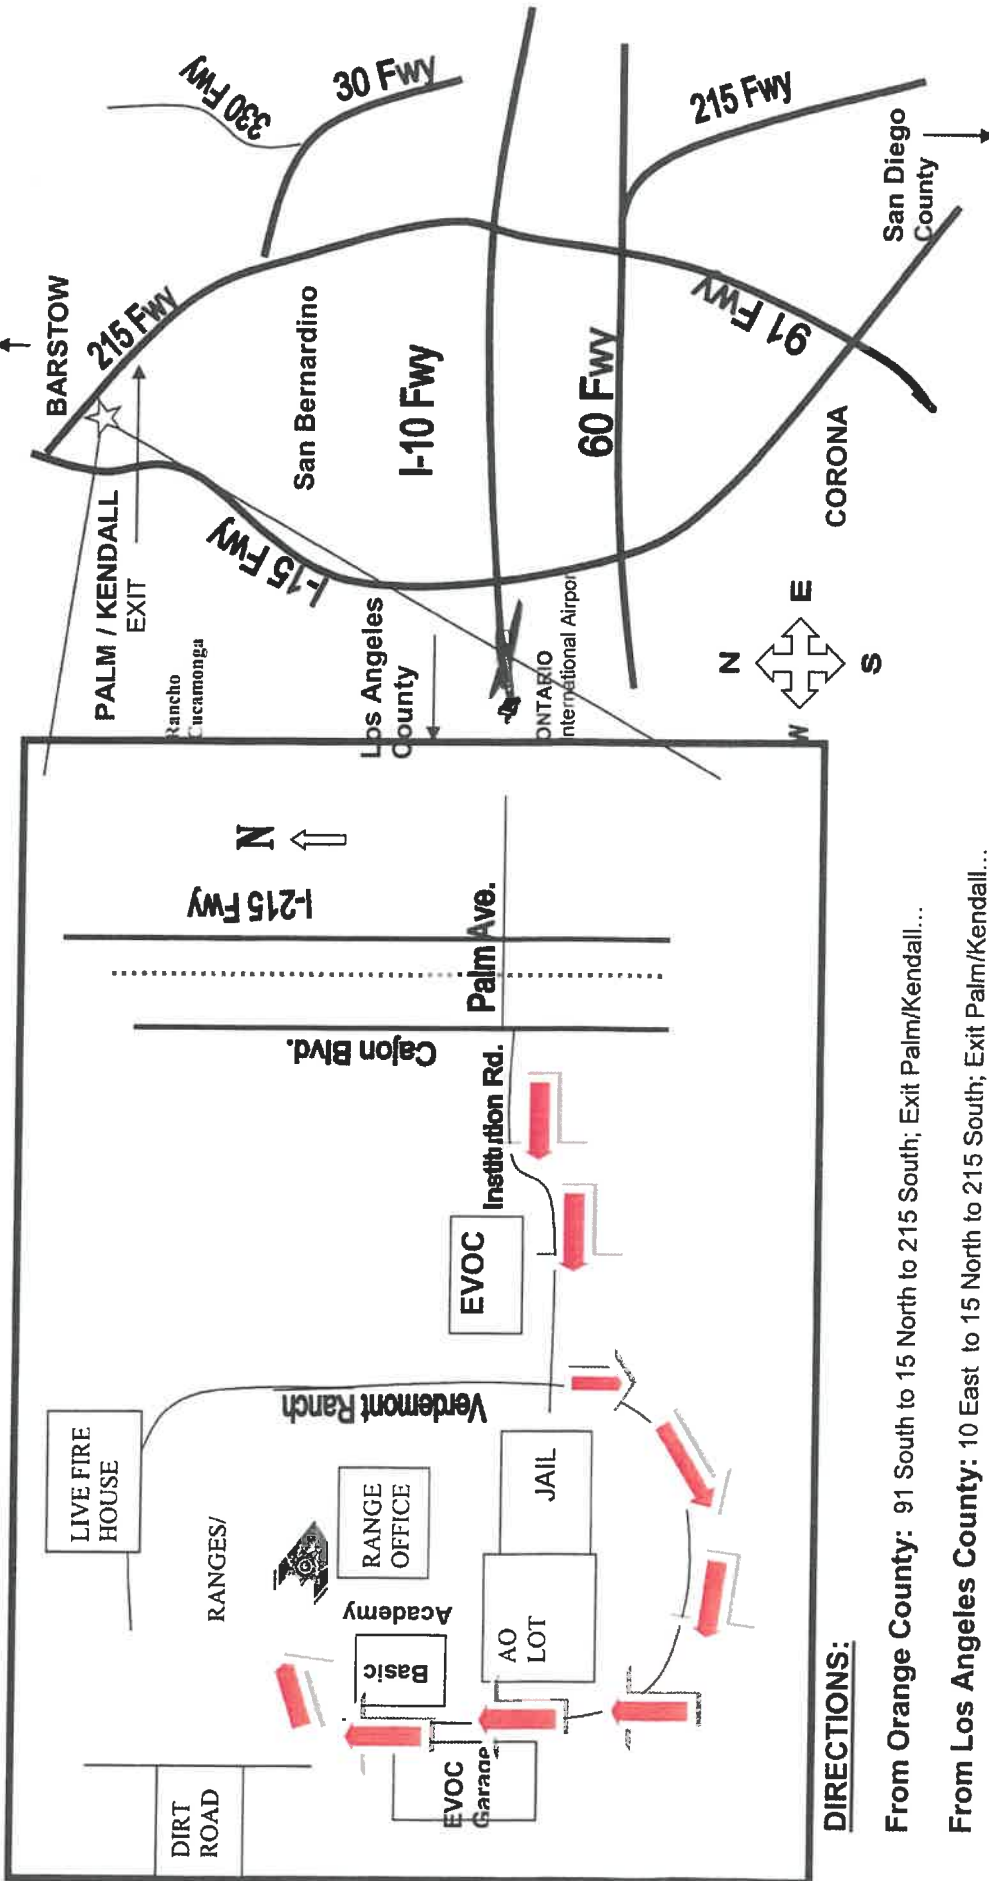 BARSTOW
215 Fwy
330 Fwy
30 Fwy
PALM / KENDALL
EXIT
Rancho
Cucamonga
I-15 Fwy
San Bernardino
Los Angeles
County
I-10 Fwy
ONTARIO
International Airport
60 Fwy
215 Fwy
91 Fwy
San Diego
County
CORONA
N
E
S
W
N
I-215 Fwy
Palm Ave.
Cajon Blvd.
Institution Rd.
EVOC
Verdemont Ranch
LIVE FIRE
HOUSE
RANGES/
RANGE
OFFICE
JAIL
Academy
Basic
AO
LOT
EVOC
Garage
DIRT
ROAD
DIRECTIONS:
From Orange County: 91 South to 15 North to 215 South; Exit Palm/Kendall...
From Los Angeles County: 10 East to 15 North to 215 South; Exit Palm/Kendall...